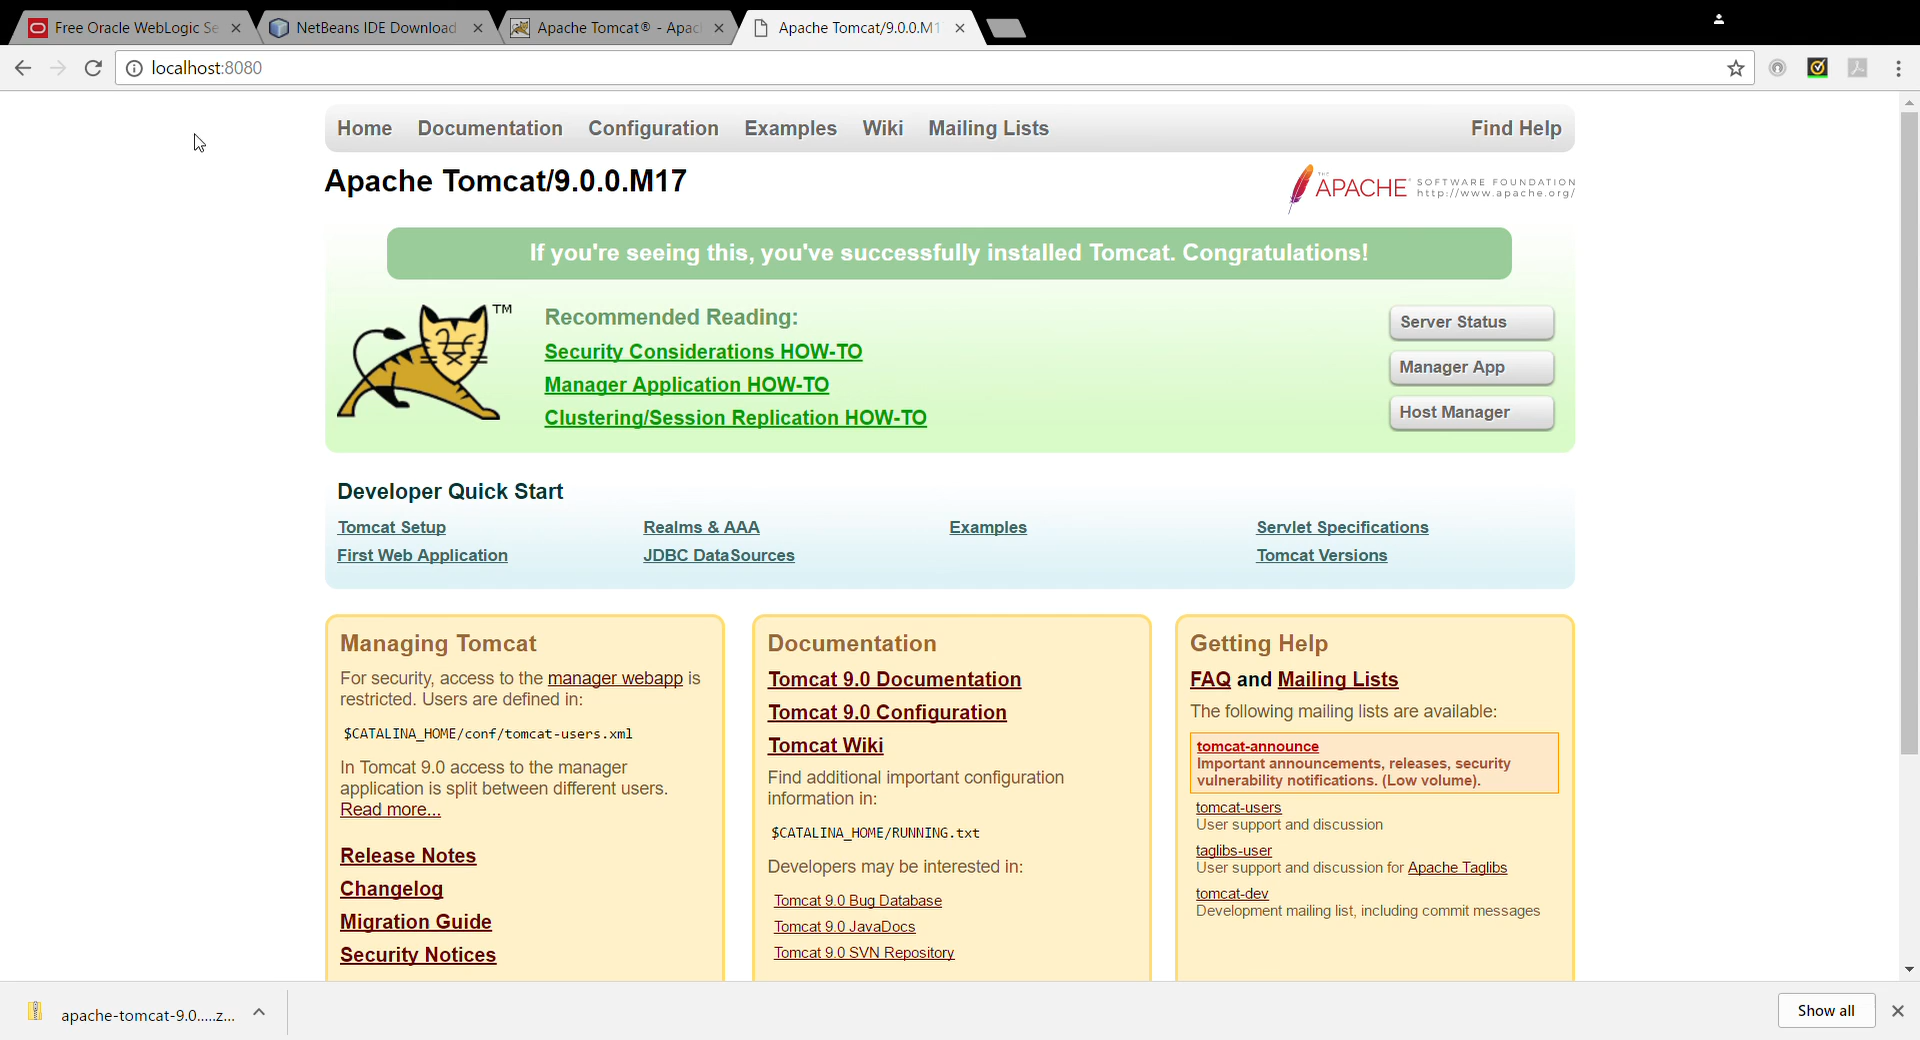 Free Oracle WebLogic Se
NetBeans IDE Download
Apache Tomcat® - Apac
Apache Tomcat/9.0.0.M1
localhost:8080
Home Documentation Configuration Examples Wiki Mailing Lists Find Help
Apache Tomcat/9.0.0.M17
THE
APACHE SOFTWARE FOUNDATION
http://www.apache.org/
If you're seeing this, you've successfully installed Tomcat. Congratulations!
TM
Recommended Reading:
Security Considerations HOW-TO
Manager Application HOW-TO
Clustering/Session Replication HOW-TO
Server Status
Manager App
Host Manager
Developer Quick Start
Tomcat Setup
First Web Application
Realms & AAA
JDBC DataSources
Examples
Servlet Specifications
Tomcat Versions
Managing Tomcat
For security, access to the manager webapp is
restricted. Users are defined in:
$CATALINA_HOME/conf/tomcat-users.xml
In Tomcat 9.0 access to the manager
application is split between different users.
Read more...
Release Notes
Changelog
Migration Guide
Security Notices
Documentation
Tomcat 9.0 Documentation
Tomcat 9.0 Configuration
Tomcat Wiki
Find additional important configuration
information in:
$CATALINA_HOME/RUNNING.txt
Developers may be interested in:
Tomcat 9.0 Bug Database
Tomcat 9.0 JavaDocs
Tomcat 9.0 SVN Repository
Getting Help
FAQ and Mailing Lists
The following mailing lists are available:
tomcat-announce
Important announcements, releases, security
vulnerability notifications. (Low volume).
tomcat-users
User support and discussion
taglibs-user
User support and discussion for Apache Taglibs
tomcat-dev
Development mailing list, including commit messages
apache-tomcat-9.0.....z...
Show all